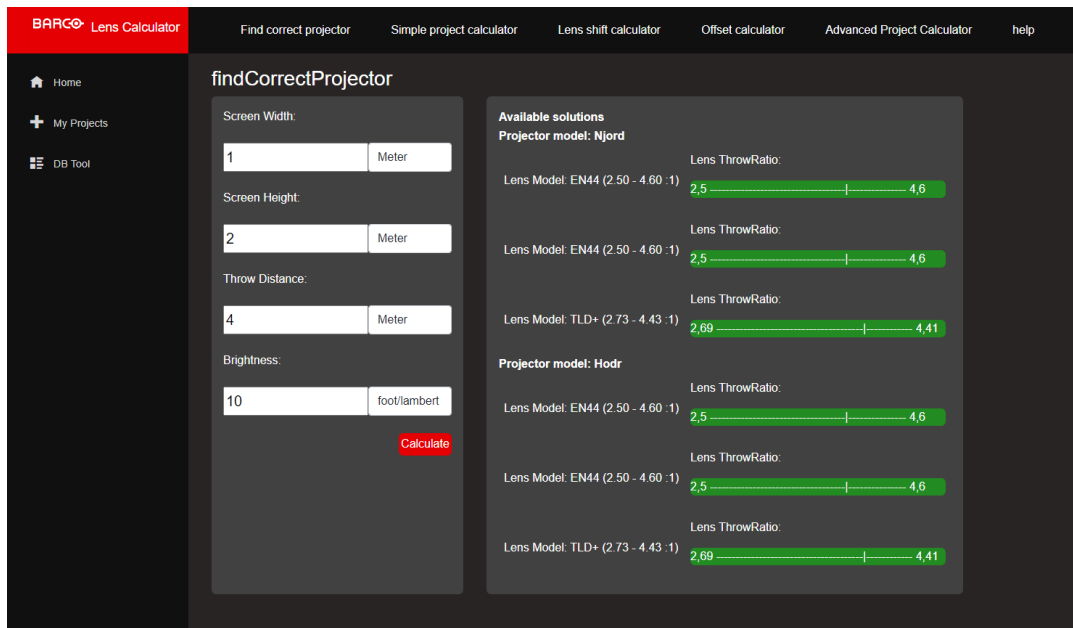 BARCO Lens Calculator
Find correct projector
Simple project calculator
Lens shift calculator
Offset calculator
Advanced Project Calculator
help
Home
My Projects
DB Tool
findCorrectProjector
Screen Width:
1 Meter
Screen Height:
2 Meter
Throw Distance:
4 Meter
Brightness:
10 foot/lambert
Calculate
Available solutions
Projector model: Njord
Lens ThrowRatio:
Lens Model: EN44 (2.50 - 4.60 :1)
2,5 ----------------------------------------------|------------------- 4,6
Lens ThrowRatio:
Lens Model: EN44 (2.50 - 4.60 :1)
2,5 ----------------------------------------------|------------------- 4,6
Lens ThrowRatio:
Lens Model: TLD+ (2.73 - 4.43 :1)
2,69 --------------------------------------------------|---------------- 4,41
Projector model: Hodr
Lens ThrowRatio:
Lens Model: EN44 (2.50 - 4.60 :1)
2,5 ----------------------------------------------|------------------- 4,6
Lens ThrowRatio:
Lens Model: EN44 (2.50 - 4.60 :1)
2,5 ----------------------------------------------|------------------- 4,6
Lens ThrowRatio:
Lens Model: TLD+ (2.73 - 4.43 :1)
2,69 --------------------------------------------------|---------------- 4,41